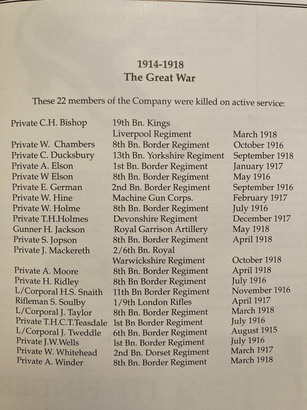 1914-1918
The Great War
These 22 members of the Company were killed on active service:
Private C.H. Bishop 19th Bn. Kings
Liverpool Regiment March 1918
Private W. Chambers 8th Bn. Border Regiment October 1916
Private C. Ducksbury 13th Bn. Yorkshire Regiment September 1918
Private A. Elson 1st Bn. Border Regiment January 1917
Private W Elson 8th Bn. Border Regiment May 1916
Private E. German 2nd Bn. Border Regiment September 1916
Private W. Hine Machine Gun Corps. February 1917
Private W. Holme 8th Bn. Border Regiment July 1916
Private T.H.Holmes Devonshire Regiment December 1917
Gunner H. Jackson Royal Garrison Artillery May 1918
Private S. Jopson 8th Bn. Border Regiment April 1918
Private J. Mackereth 2/6th Bn. Royal
Warwickshire Regiment October 1918
Private A. Moore 8th Bn. Border Regiment April 1918
Private H. Ridley 8th Bn Border Regiment July 1916
L/Corporal H.S. Snaith 11th Bn Border Regiment November 1916
Rifleman S. Soulby 1/9th London Rifles April 1917
L/Corporal J. Taylor 8th Bn. Border Regiment March 1918
Private T.H.C.T.Teasdale 1st Bn Border Regiment July 1916
L/Corporal J. Tweddle 6th Bn. Border Regiment August 1915
Private J.W.Wells 1st Bn. Border Regiment July 1916
Private W. Whitehead 2nd Bn. Dorset Regiment March 1917
Private A. Winder 8th Bn. Border Regiment March 1918